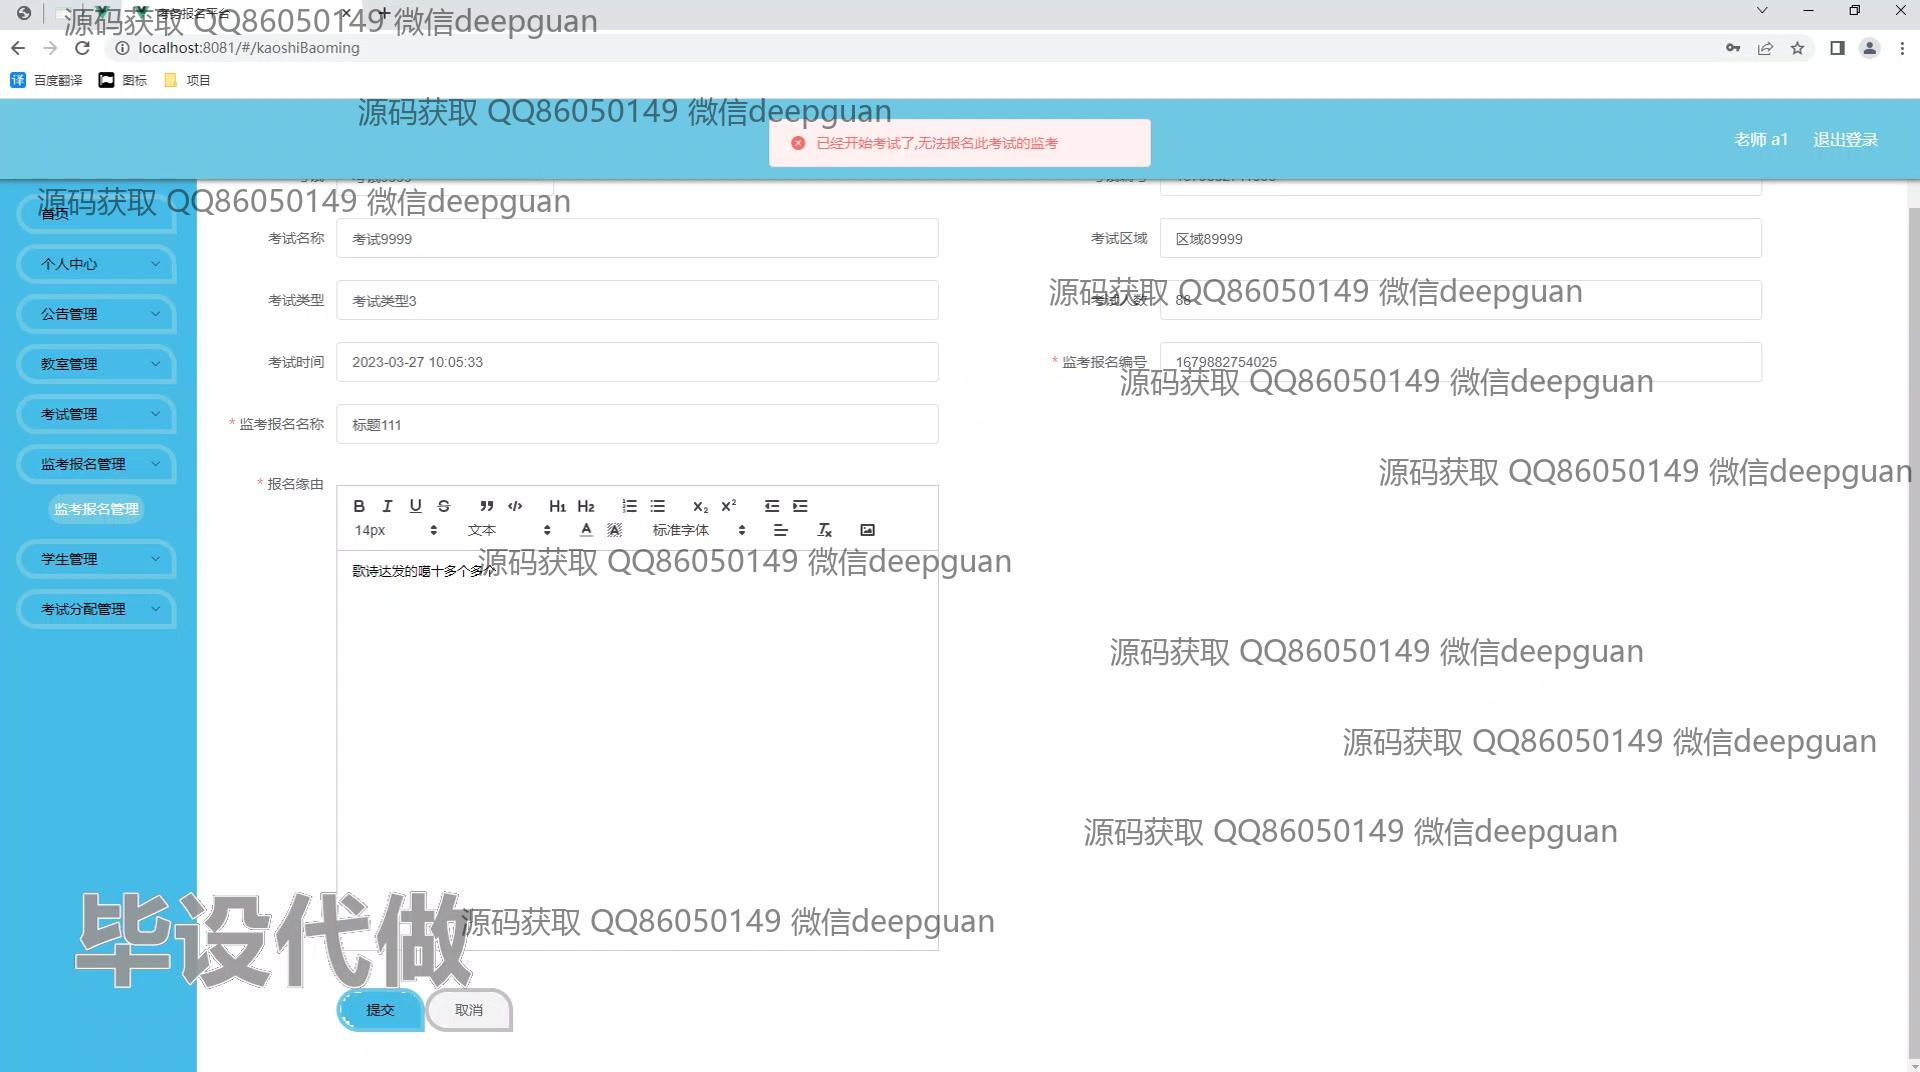 考务报名平台
源码获取 QQ86050149 微信deepguan
localhost:8081/#/kaoshiBaoming
百度翻译 图标 项目
源码获取 QQ86050149 微信deepguan
已经开始考试了,无法报名此考试的监考
老师 a1 退出登录
源码获取 QQ86050149 微信deepguan
首页
考试名称 考试9999 考试区域 区域89999
个人中心
源码获取 QQ86050149 微信deepguan
考试类型 考试类型3 考试人数 88
公告管理
考试时间 2023-03-27 10:05:33 * 监考报名编号 1679882754025
教室管理
源码获取 QQ86050149 微信deepguan
考试管理
* 监考报名名称 标题111
监考报名管理
源码获取 QQ86050149 微信deepguan
* 报名缘由
监考报名管理
B I U S H1 H2 X2 X2
14px 文本 A 标准字体
学生管理
源码获取 QQ86050149 微信deepguan
歌诗达发的喵十多个多个
考试分配管理
源码获取 QQ86050149 微信deepguan
源码获取 QQ86050149 微信deepguan
源码获取 QQ86050149 微信deepguan
源码获取 QQ86050149 微信deepguan
毕设代做
提交 取消